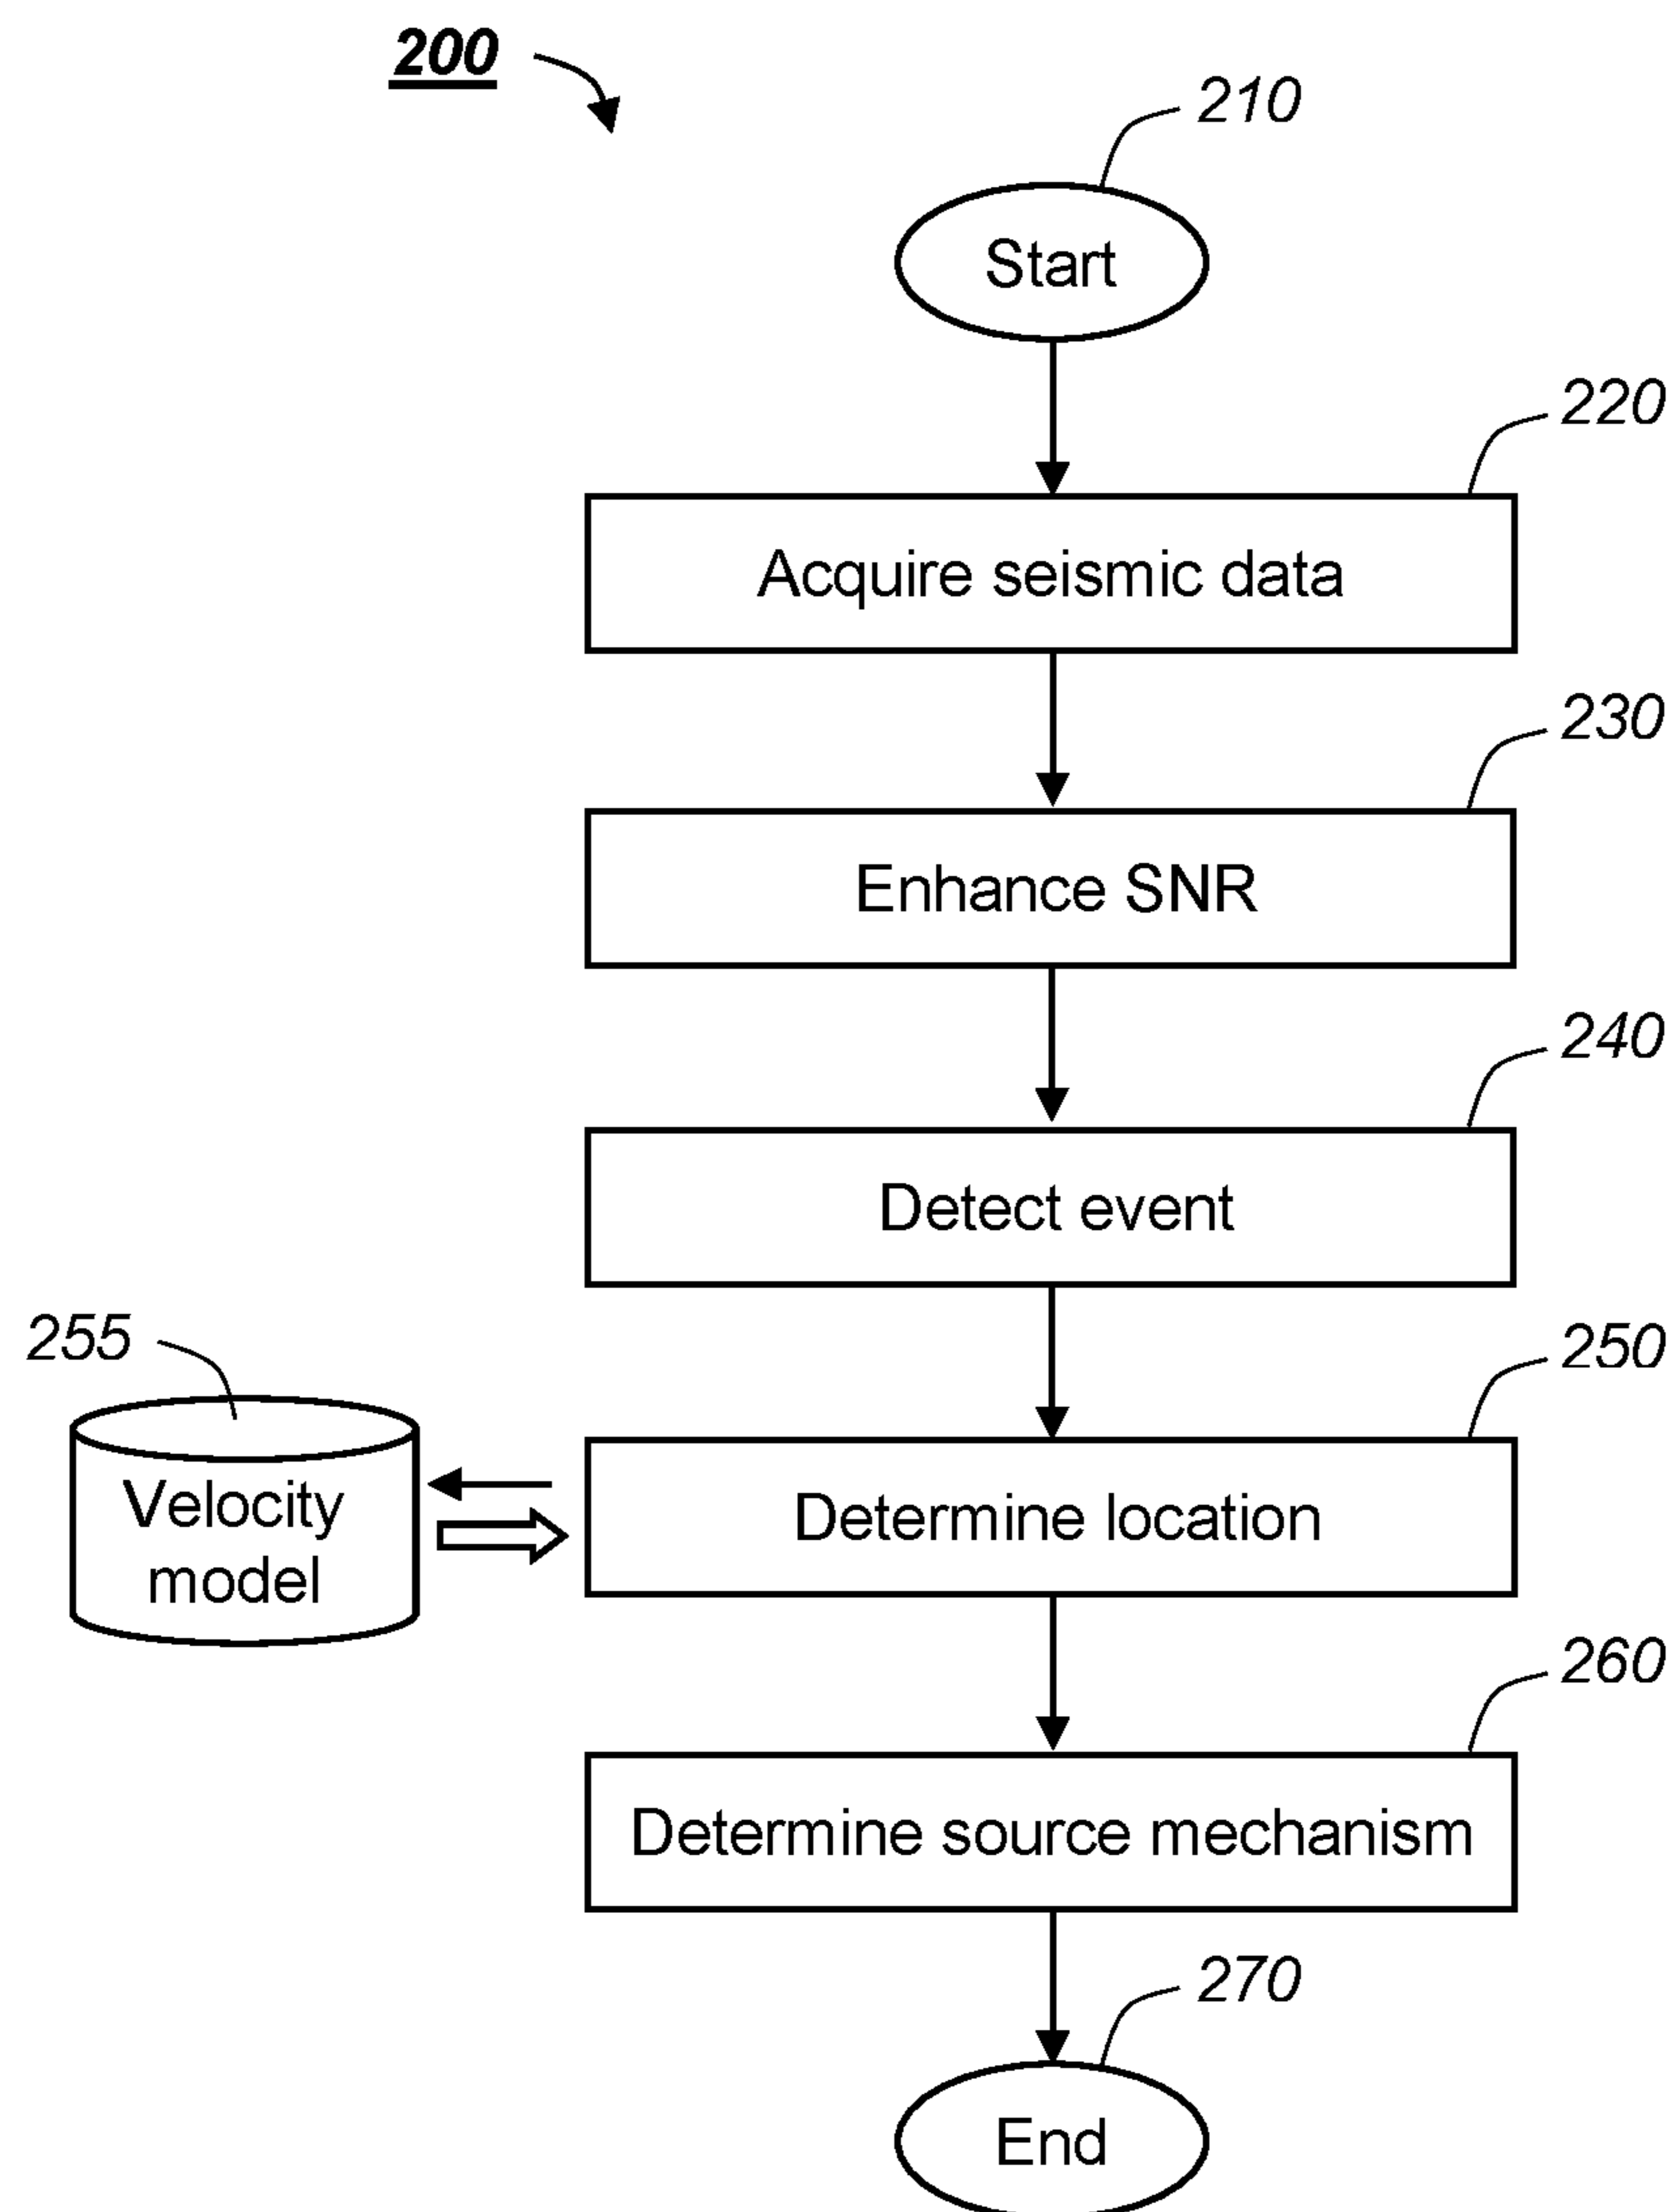 200
210
Start
220
Acquire seismic data
230
Enhance SNR
240
Detect event
255
250
Velocity
model
Determine location
260
Determine source mechanism
270
End